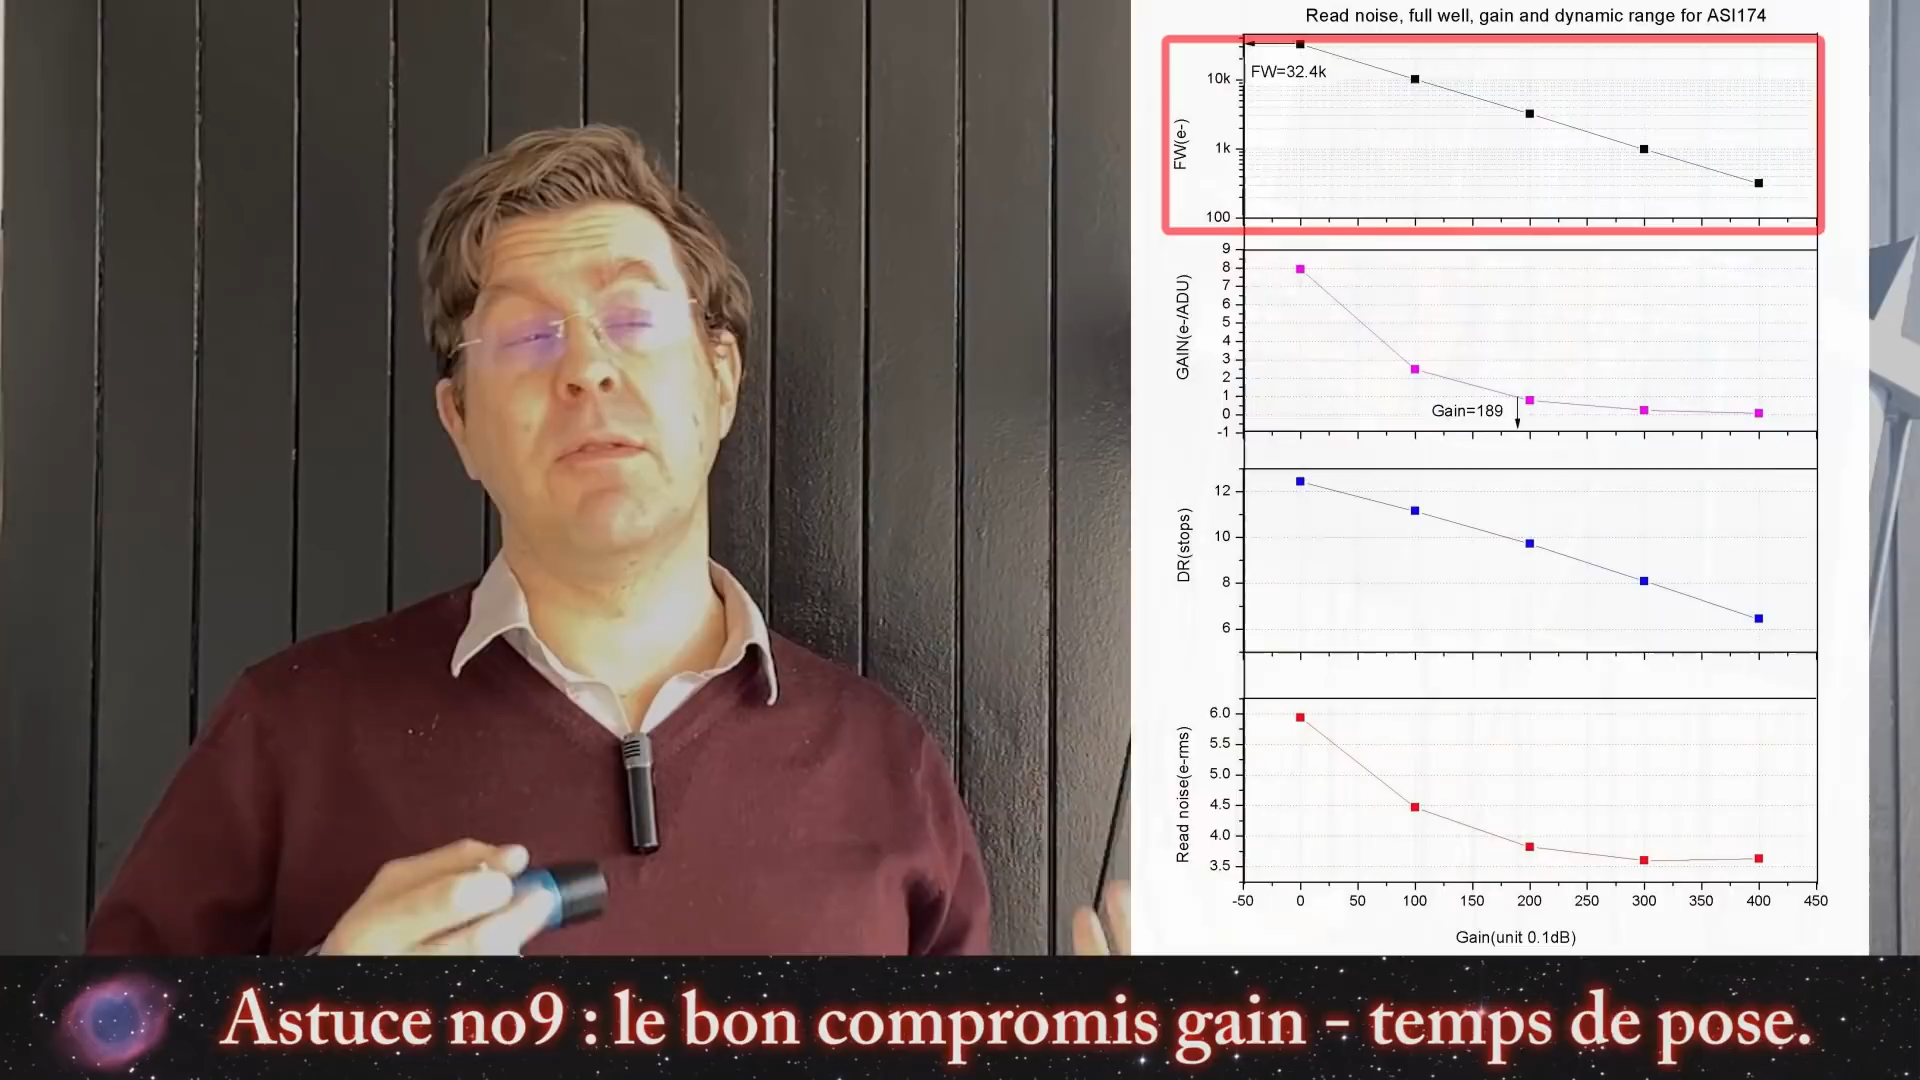 Read noise, full well, gain and dynamic range for ASI174
FW(e-)
10k
1k
100
FW=32.4k
GAIN(e-/ADU)
9
8
7
6
5
4
3
2
1
0
-1
Gain=189
DR(stops)
12
10
8
6
Read noise(e-rms)
6.0
5.5
5.0
4.5
4.0
3.5
-50 0 50 100 150 200 250 300 350 400 450
Gain(unit 0.1dB)
Astuce no9 : le bon compromis gain - temps de pose.